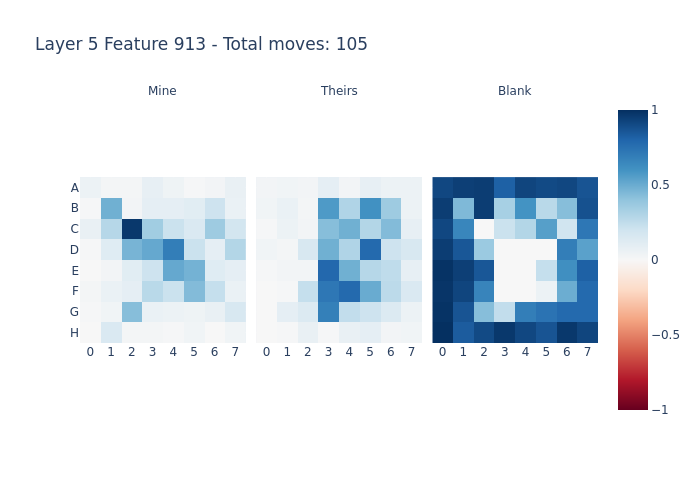 Layer 5 Feature 913 - Total moves: 105
Mine Theirs Blank
A
B
C
D
E
F
G
H
0 1 2 3 4 5 6 7 0 1 2 3 4 5 6 7 0 1 2 3 4 5 6 7
1
0.5
0
−0.5
−1